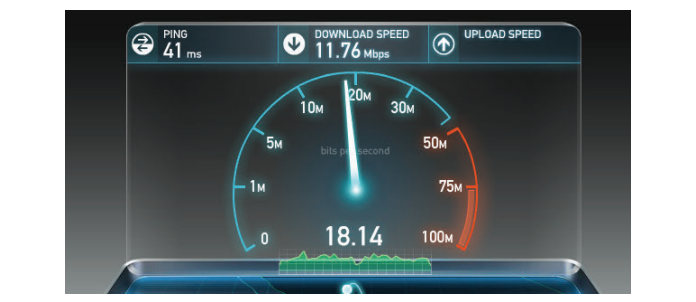 PING
41 ms
DOWNLOAD SPEED
11.76 Mbps
UPLOAD SPEED
0
1M
5M
10M
20M
30M
50M
75M
100M
bits per second
18.14